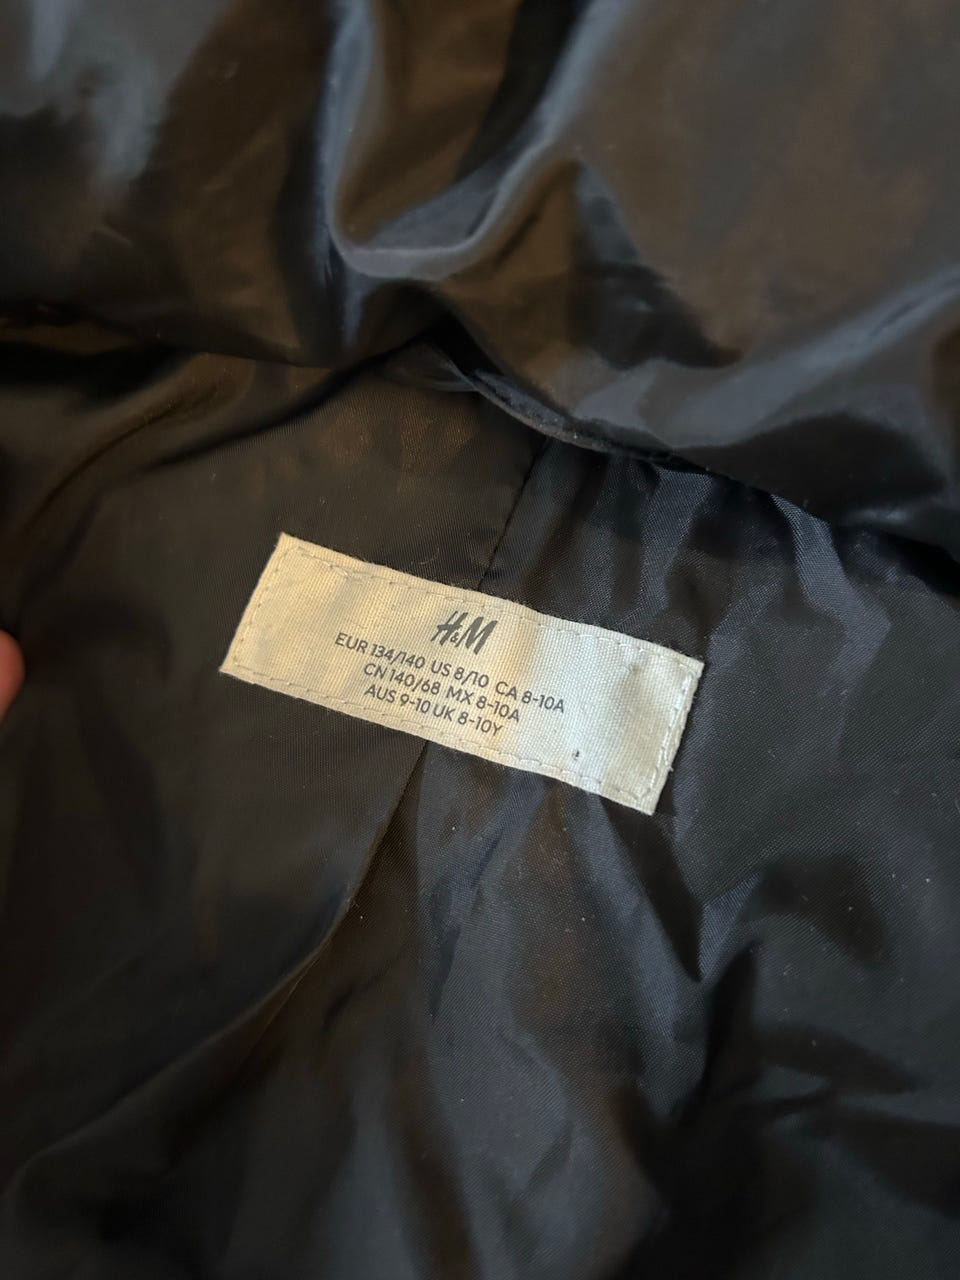 H&M
EUR 134/140 US 8/10 CA 8-10A
CN 140/68 MX 8-10A
AUS 9-10 UK 8-10Y